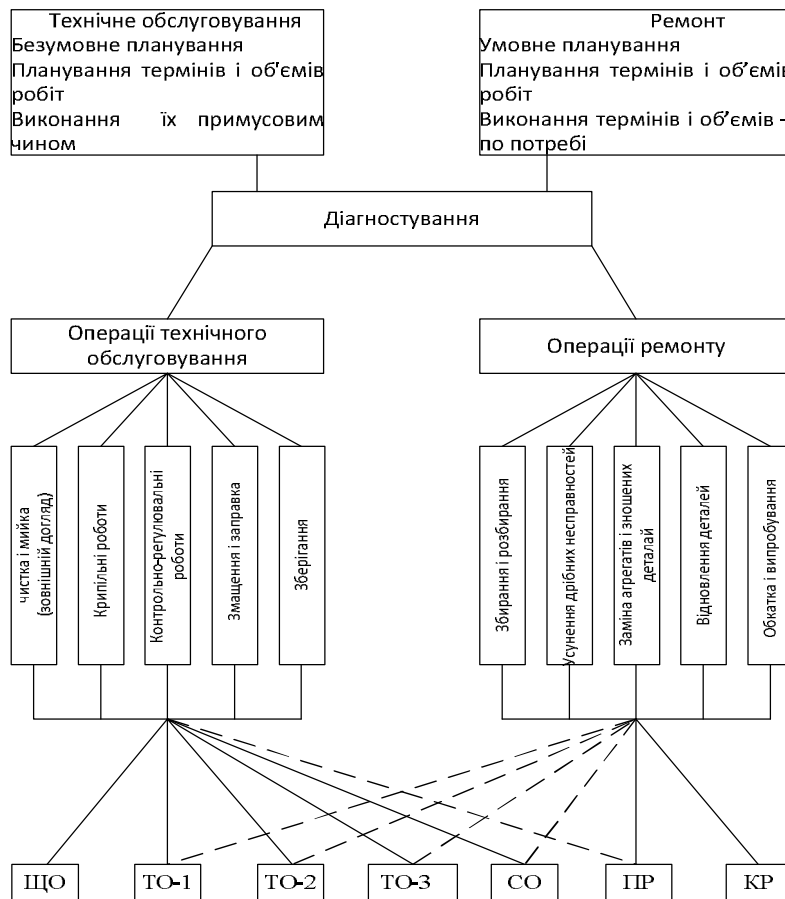 Технічне обслуговування
Безумовне планування
Планування термінів і об'ємів
робіт
Виконання їх примусовим
чином
Ремонт
Умовне планування
Планування термінів і об’ємів
робіт
Виконання термінів і об’ємів -
по потребі
Діагностування
Операції технічного
обслуговування
Операції ремонту
чистка і мийка
(зовнішній догляд)
Крипільні роботи
Контрольно-регулювальні
роботи
Змащення і заправка
Зберігання
Збирання і розбирання
Усунення дрібних несправностей
Заміна агрегатів і зношених
деталай
Відновлення деталей
Обкатка і випробування
ЩО
ТО-1
ТО-2
ТО-3
СО
ПР
КР